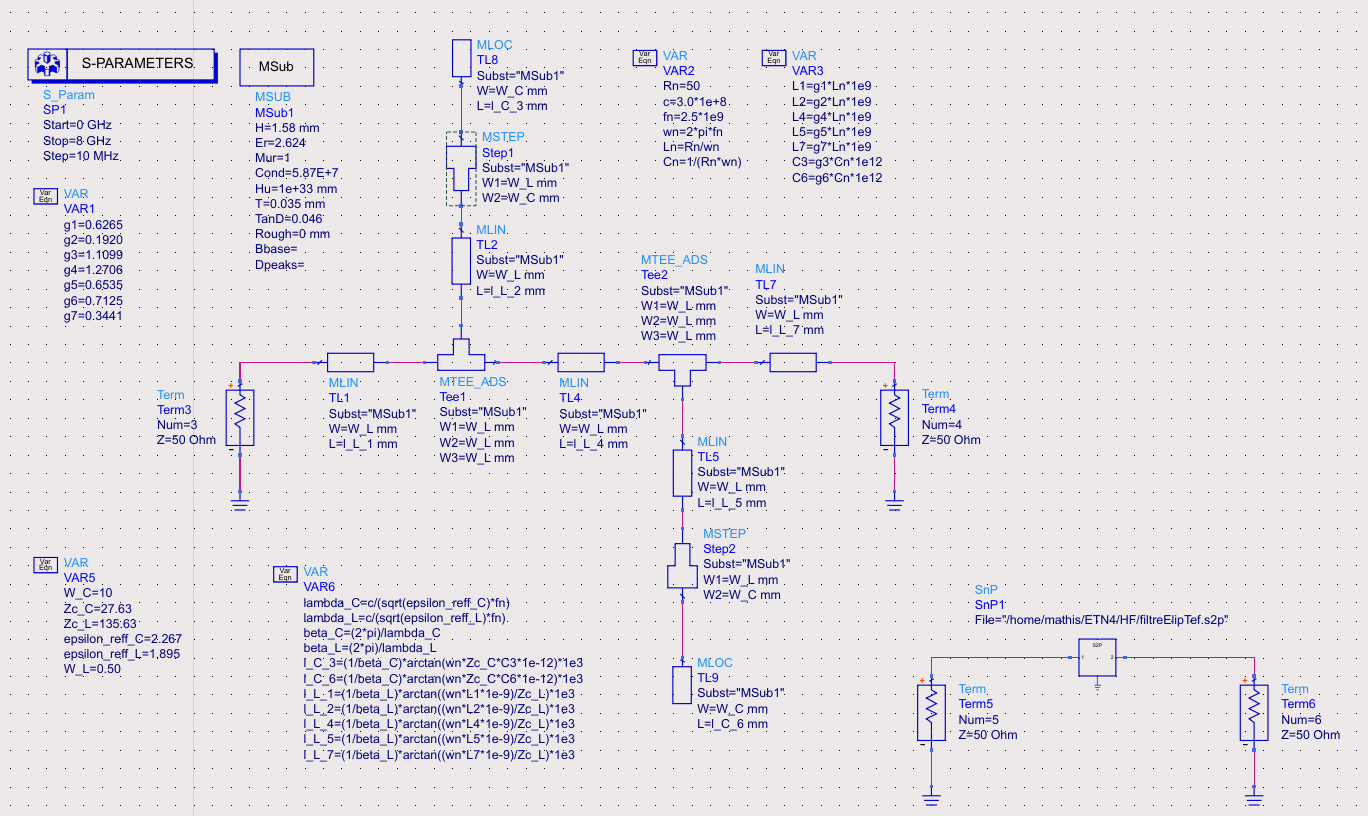 S-PARAMETERS
S_Param
SP1
Start=0 GHz
Stop=8 GHz
Step=10 MHz
MSub
MSUB
MSub1
H=1.58 mm
Er=2.624
Mur=1
Cond=5.87E+7
Hu=1e+33 mm
T=0.035 mm
TanD=0.046
Rough=0 mm
Bbase=
Dpeaks=
Var
Eqn
VAR
VAR1
g1=0.6265
g2=0.1920
g3=1.1099
g4=1.2706
g5=0.6535
g6=0.7125
g7=0.3441
MLOC
TL8
Subst="MSub1"
W=W_C mm
L=l_C_3 mm
MSTEP
Step1
Subst="MSub1"
W1=W_L mm
W2=W_C mm
MLIN
TL2
Subst="MSub1"
W=W_L mm
L=l_L_2 mm
Var
Eqn
VAR
VAR2
Rn=50
c=3.0*1e+8
fn=2.5*1e9
wn=2*pi*fn
Ln=Rn/wn
Cn=1/(Rn*wn)
Var
Eqn
VAR
VAR3
L1=g1*Ln*1e9
L2=g2*Ln*1e9
L4=g4*Ln*1e9
L5=g5*Ln*1e9
L7=g7*Ln*1e9
C3=g3*Cn*1e12
C6=g6*Cn*1e12
MTEE_ADS
Tee2
Subst="MSub1"
W1=W_L mm
W2=W_L mm
W3=W_L mm
MLIN
TL7
Subst="MSub1"
W=W_L mm
L=l_L_7 mm
+
Term
Term3
Num=3
Z=50 Ohm
-
MLIN
TL1
Subst="MSub1"
W=W_L mm
L=l_L_1 mm
MTEE_ADS
Tee1
Subst="MSub1"
W1=W_L mm
W2=W_L mm
W3=W_L mm
MLIN
TL4
Subst="MSub1"
W=W_L mm
L=l_L_4 mm
+
Term
Term4
Num=4
Z=50 Ohm
-
MLIN
TL5
Subst="MSub1"
W=W_L mm
L=l_L_5 mm
MSTEP
Step2
Subst="MSub1"
W1=W_L mm
W2=W_C mm
MLOC
TL9
Subst="MSub1"
W=W_C mm
L=l_C_6 mm
Var
Eqn
VAR
VAR5
W_C=10
Zc_C=27.63
Zc_L=135.63
epsilon_reff_C=2.267
epsilon_reff_L=1,895
W_L=0.50
Var
Eqn
VAR
VAR6
lambda_C=c/(sqrt(epsilon_reff_C)*fn)
lambda_L=c/(sqrt(epsilon_reff_L)*fn)
beta_C=(2*pi)/lambda_C
beta_L=(2*pi)/lambda_L
l_C_3=(1/beta_C)*arctan(wn*Zc_C*C3*1e-12)*1e3
l_C_6=(1/beta_C)*arctan(wn*Zc_C*C6*1e-12)*1e3
l_L_1=(1/beta_L)*arctan((wn*L1*1e-9)/Zc_L)*1e3
l_L_2=(1/beta_L)*arctan((wn*L2*1e-9)/Zc_L)*1e3
l_L_4=(1/beta_L)*arctan((wn*L4*1e-9)/Zc_L)*1e3
l_L_5=(1/beta_L)*arctan((wn*L5*1e-9)/Zc_L)*1e3
l_L_7=(1/beta_L)*arctan((wn*L7*1e-9)/Zc_L)*1e3
SnP
SnP1
File="/home/mathis/ETN4/HF/filtreElipTef.s2p"
S2P
1 2
+
Term
Term5
Num=5
Z=50 Ohm
-
+
Term
Term6
Num=6
Z=50 Ohm
-